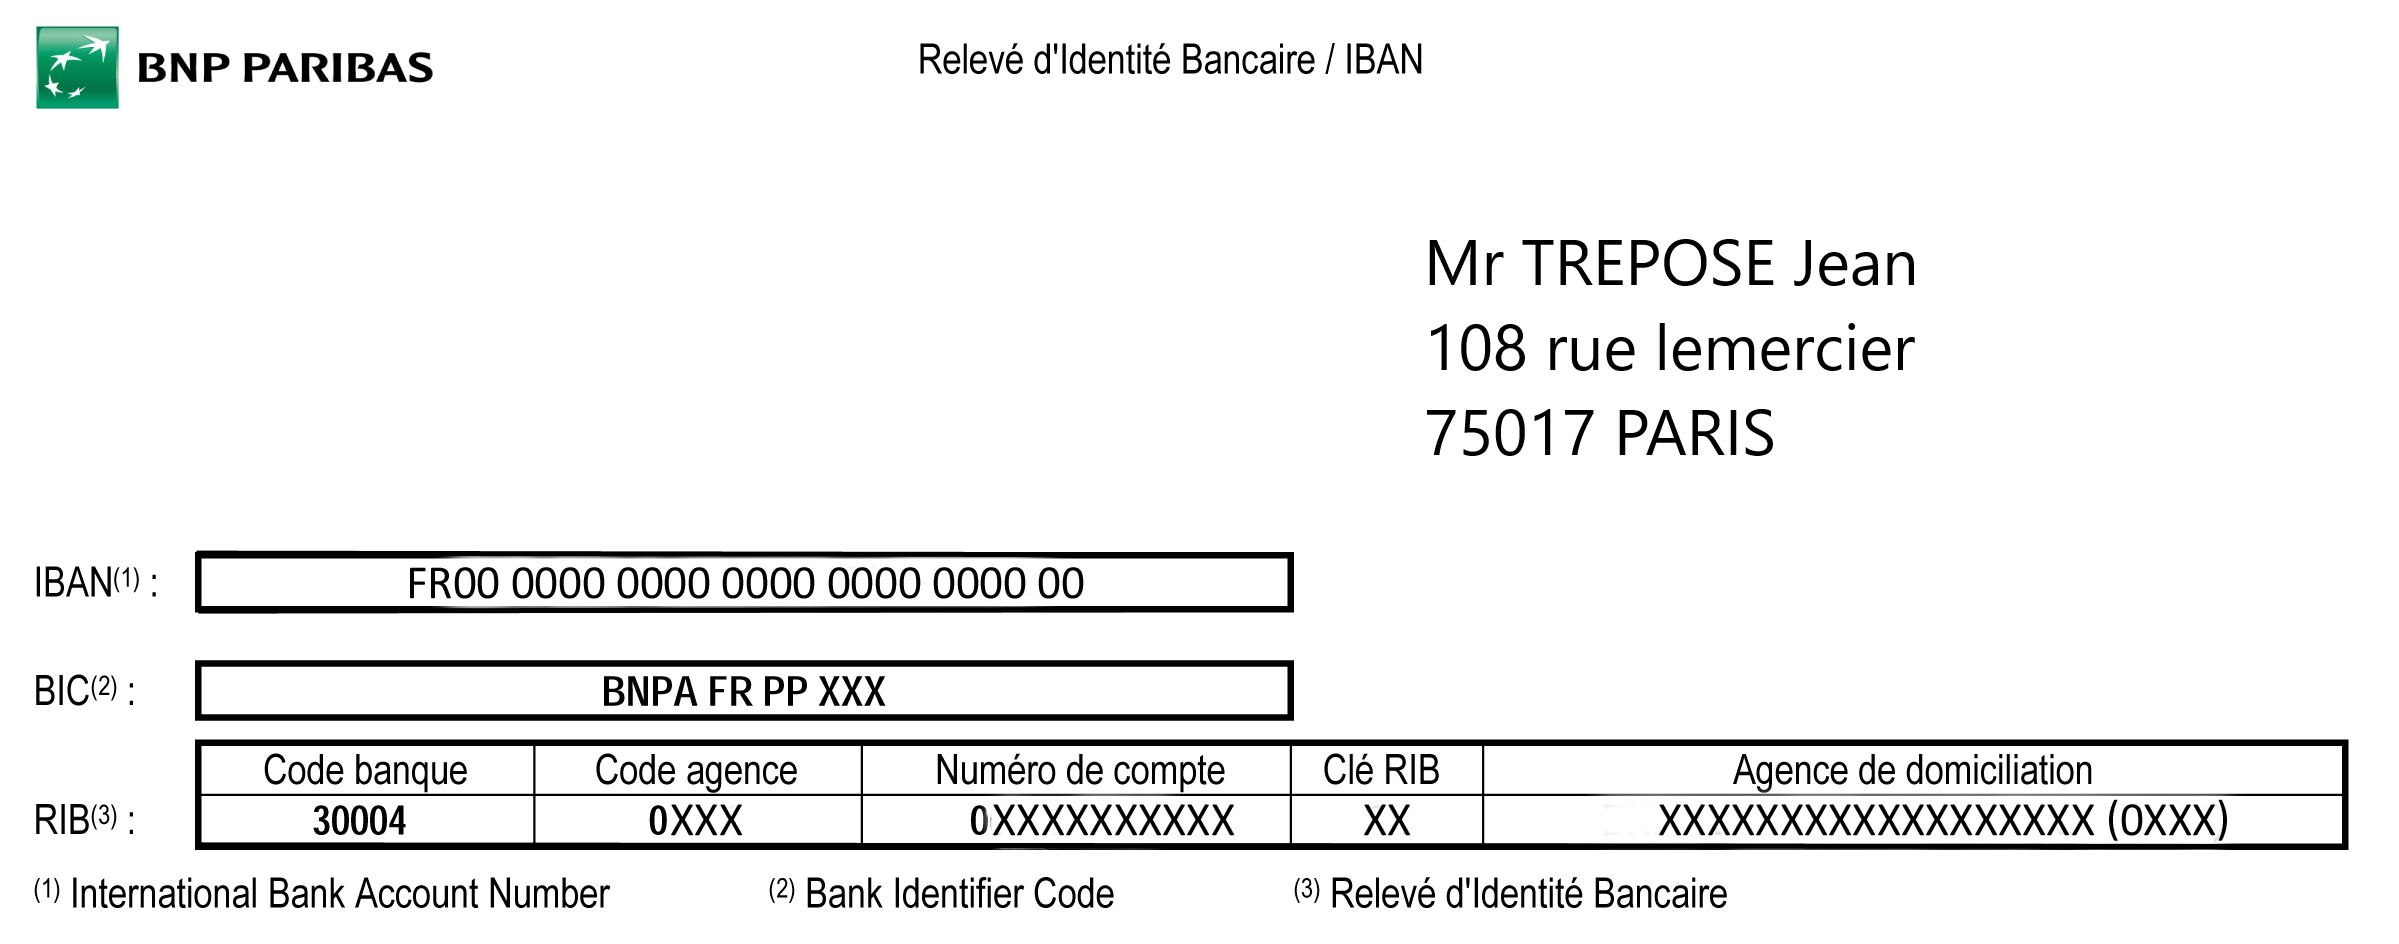 BNP PARIBAS
Relevé d'Identité Bancaire / IBAN
Mr TREPOSE Jean
108 rue lemercier
75017 PARIS
IBAN(1) : FR00 0000 0000 0000 0000 0000 00
BIC(2) : BNPA FR PP XXX
Code banque Code agence Numéro de compte Clé RIB Agence de domiciliation
RIB(3) : 30004 0XXX 0XXXXXXXXXX XX XXXXXXXXXXXXXXXXXX (0XXX)
(1) International Bank Account Number (2) Bank Identifier Code (3) Relevé d'Identité Bancaire